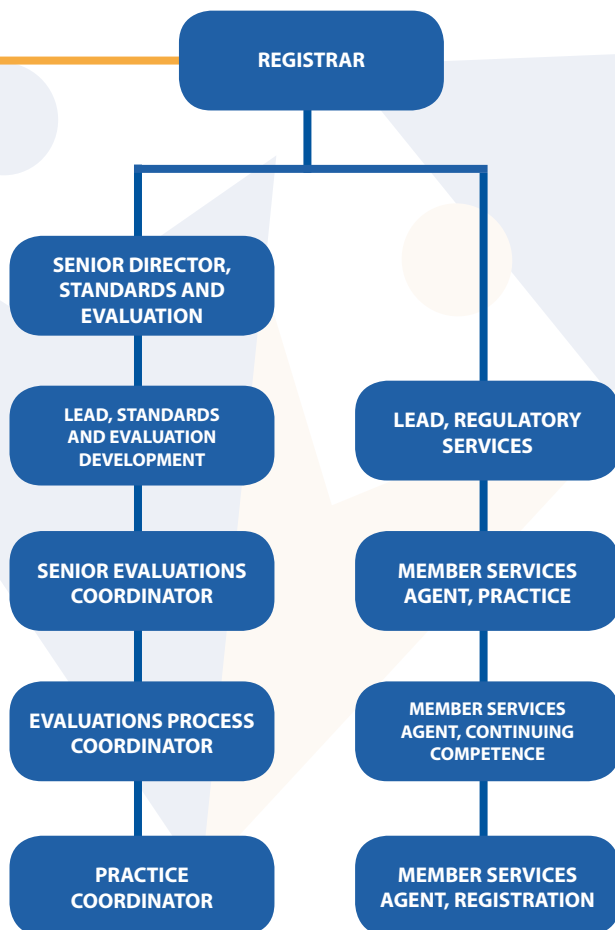 REGISTRAR
SENIOR DIRECTOR,
STANDARDS AND
EVALUATION
LEAD, STANDARDS
AND EVALUATION
DEVELOPMENT
SENIOR EVALUATIONS
COORDINATOR
EVALUATIONS PROCESS
COORDINATOR
PRACTICE
COORDINATOR
LEAD, REGULATORY
SERVICES
MEMBER SERVICES
AGENT, PRACTICE
MEMBER SERVICES
AGENT, CONTINUING
COMPETENCE
MEMBER SERVICES
AGENT, REGISTRATION